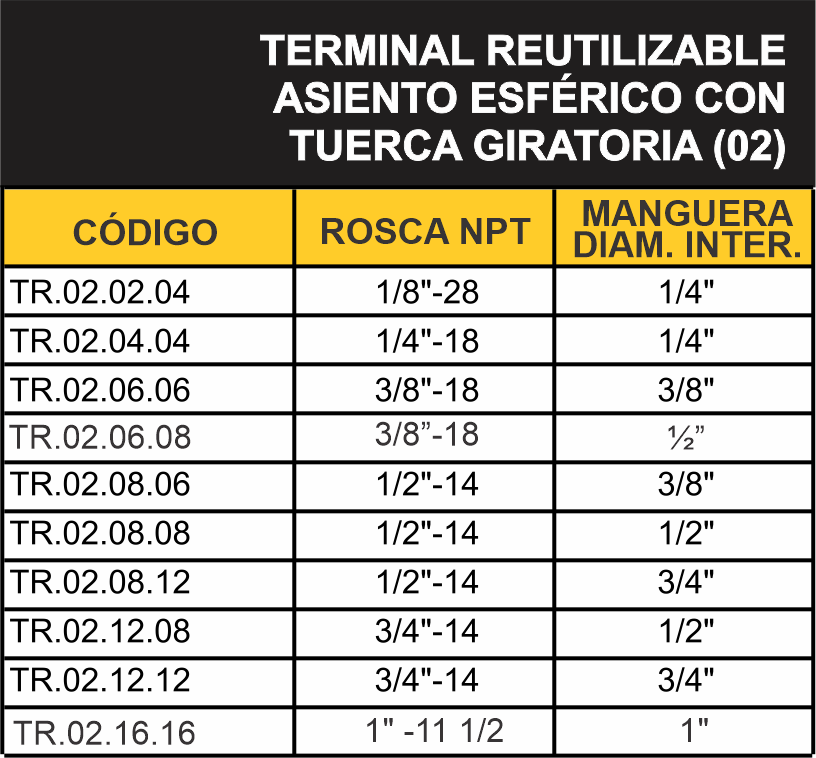 TERMINAL REUTILIZABLE
ASIENTO ESFÉRICO CON
TUERCA GIRATORIA (02)
CÓDIGO ROSCA NPT MANGUERA
DIAM. INTER.
TR.02.02.04 1/8"-28 1/4"
TR.02.04.04 1/4"-18 1/4"
TR.02.06.06 3/8"-18 3/8"
TR.02.06.08 3/8”-18 ½”
TR.02.08.06 1/2"-14 3/8"
TR.02.08.08 1/2"-14 1/2"
TR.02.08.12 1/2"-14 3/4"
TR.02.12.08 3/4"-14 1/2"
TR.02.12.12 3/4"-14 3/4"
TR.02.16.16 1" -11 1/2 1"